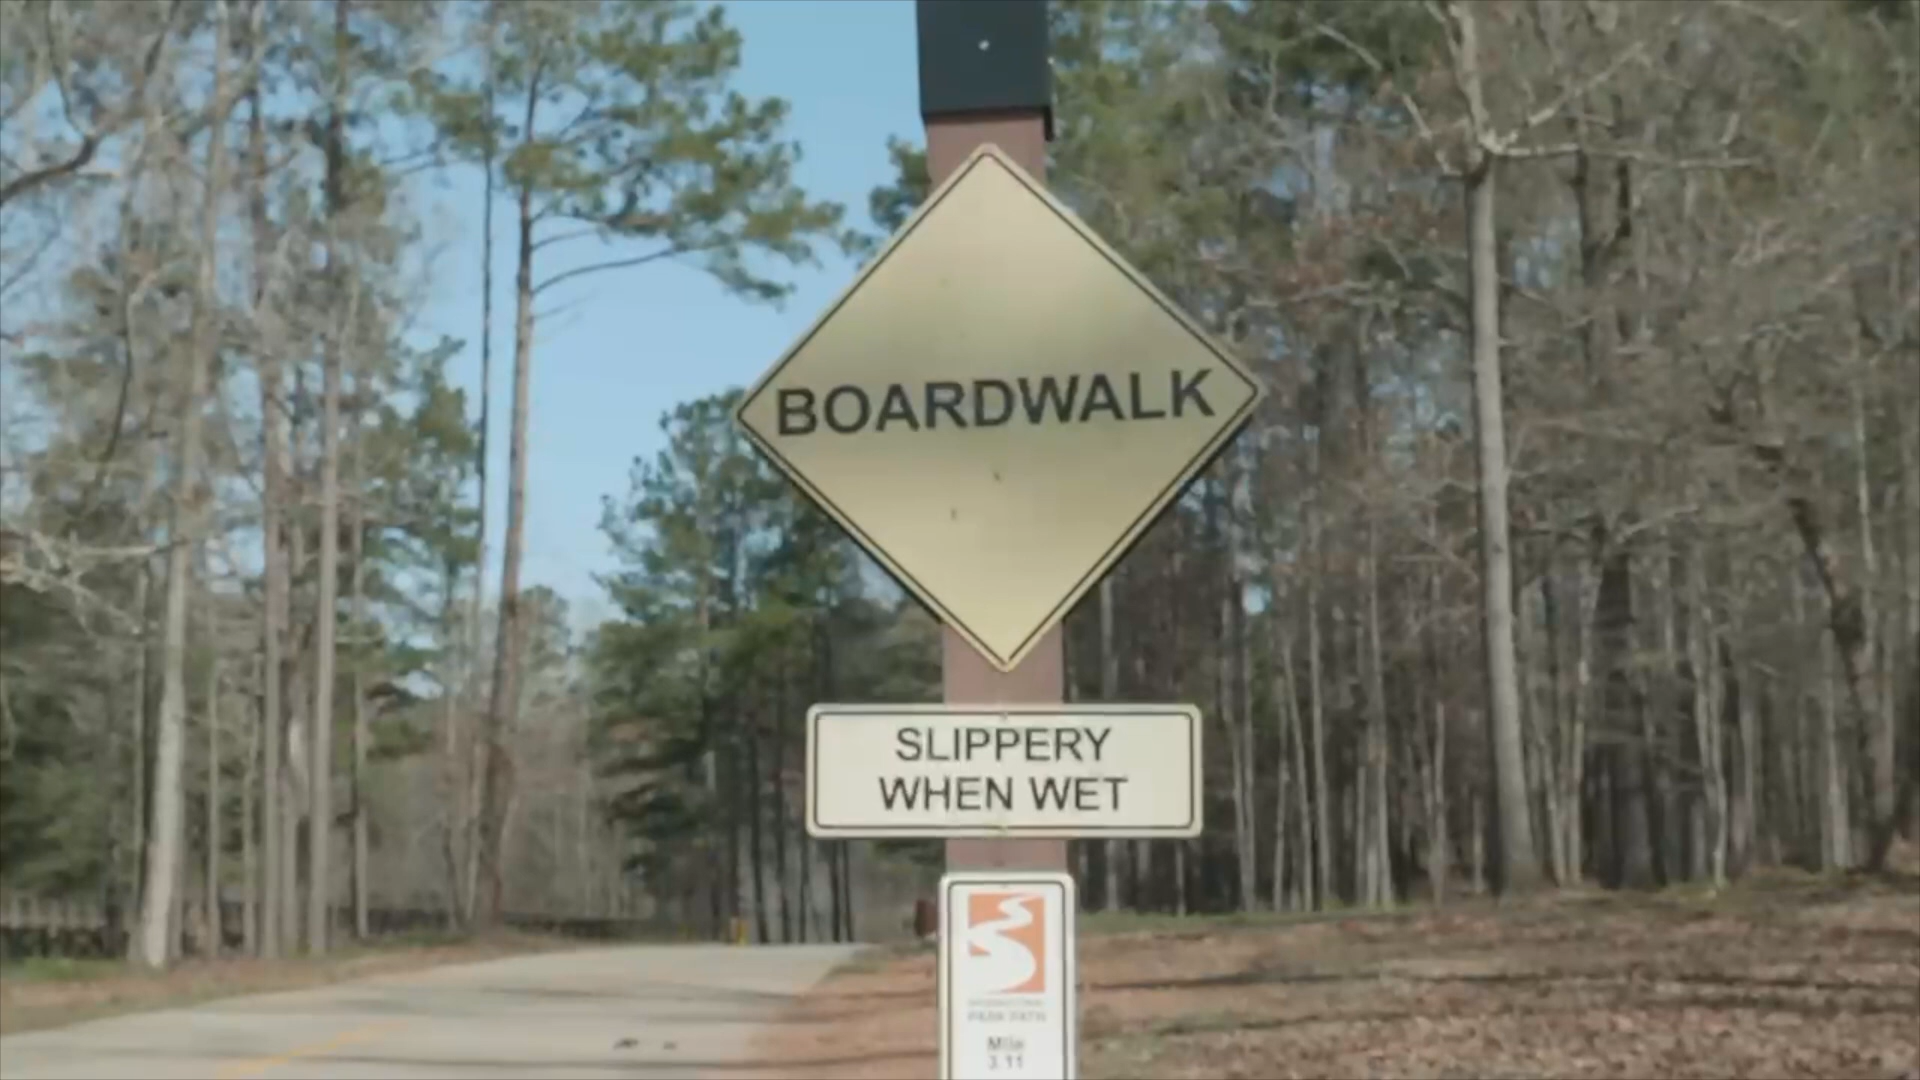 BOARDWALK
SLIPPERY
WHEN WET
PARK PATH
Mile
3.11